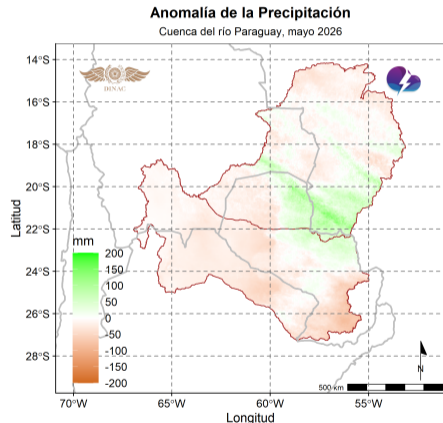 Anomalía de la Precipitación
Cuenca del río Paraguay, mayo 2026
DINAC
14°S
16°S
18°S
20°S
22°S
24°S
26°S
28°S
Latitud
mm
200
150
100
50
0
-50
-100
-150
-200
N
500 km
70°W
65°W
60°W
55°W
Longitud